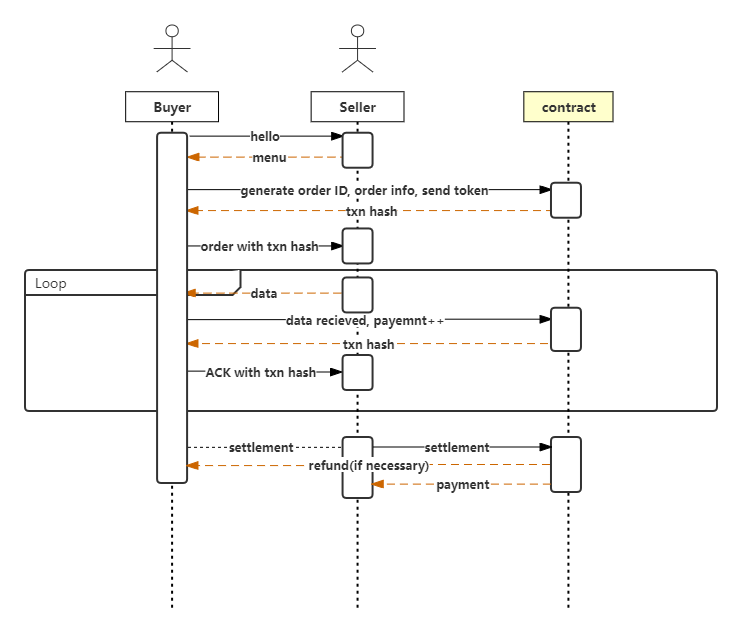 Buyer
Seller
contract
hello
menu
generate order ID, order info, send token
txn hash
order with txn hash
Loop
data
data recieved, payemnt++
txn hash
ACK with txn hash
settlement
settlement
refund(if necessary)
payment